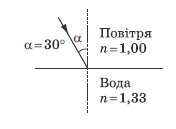 α=30° α Повітря
n=1,00
Вода
n=1,33